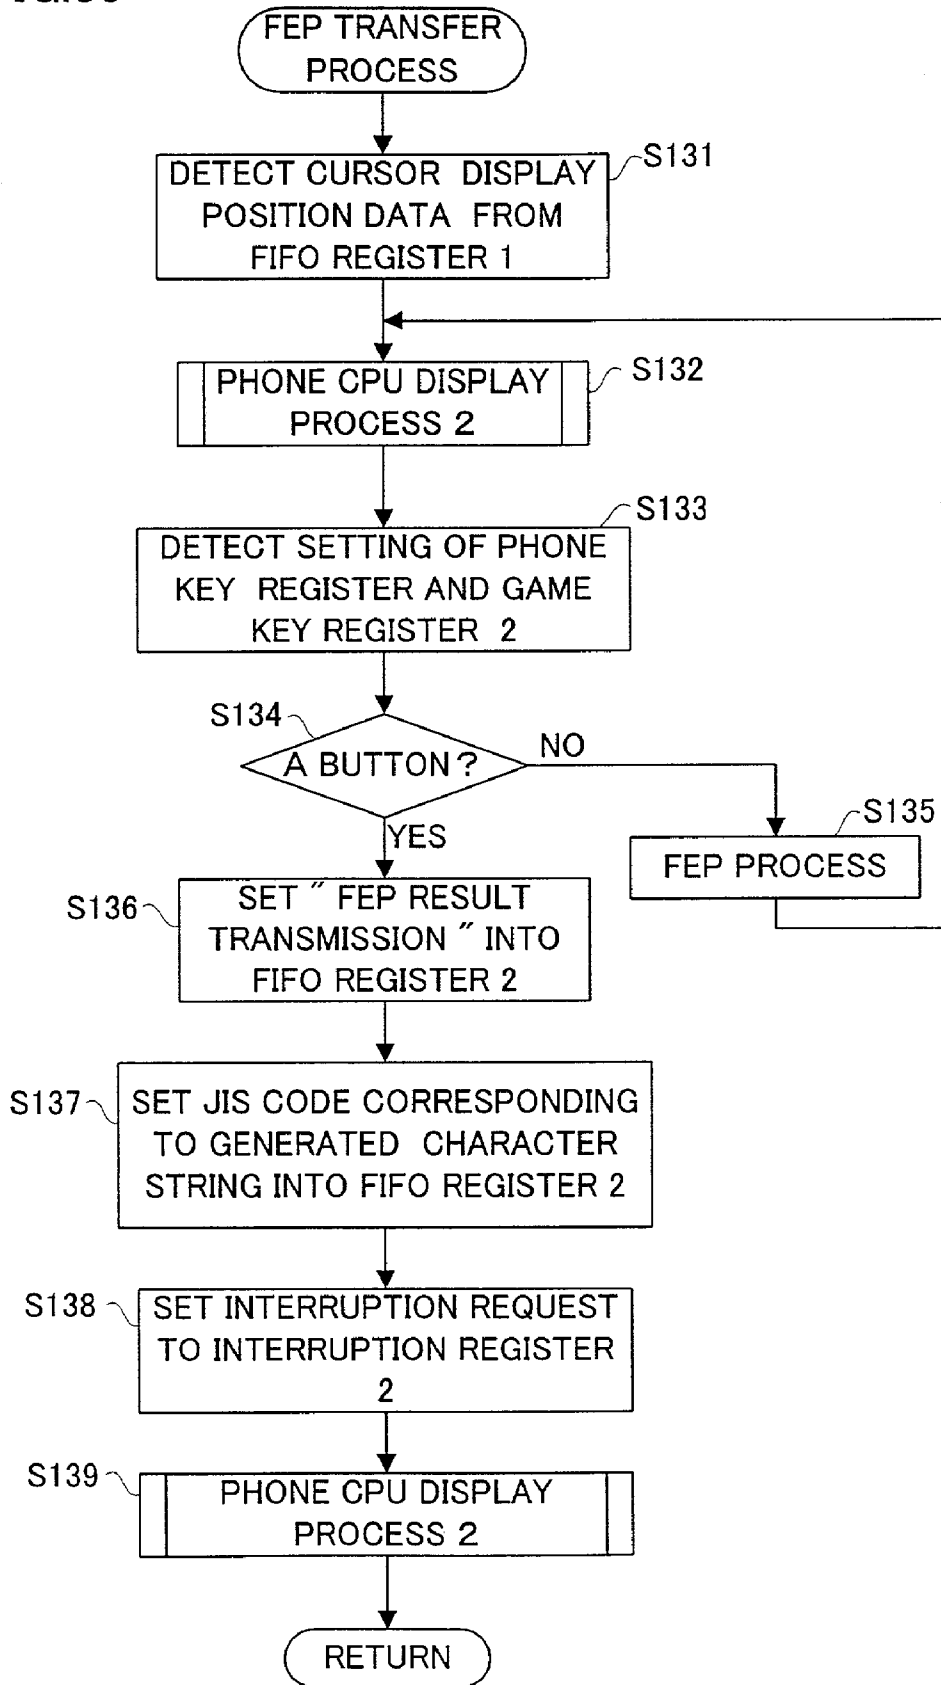 FEP TRANSFER
PROCESS
S131
DETECT CURSOR DISPLAY
POSITION DATA FROM
FIFO REGISTER 1
S132
PHONE CPU DISPLAY
PROCESS 2
S133
DETECT SETTING OF PHONE
KEY REGISTER AND GAME
KEY REGISTER 2
S134
A BUTTON?
NO
YES
S135
FEP PROCESS
S136
SET " FEP RESULT
TRANSMISSION " INTO
FIFO REGISTER 2
S137
SET JIS CODE CORRESPONDING
TO GENERATED CHARACTER
STRING INTO FIFO REGISTER 2
S138
SET INTERRUPTION REQUEST
TO INTERRUPTION REGISTER
2
S139
PHONE CPU DISPLAY
PROCESS 2
RETURN